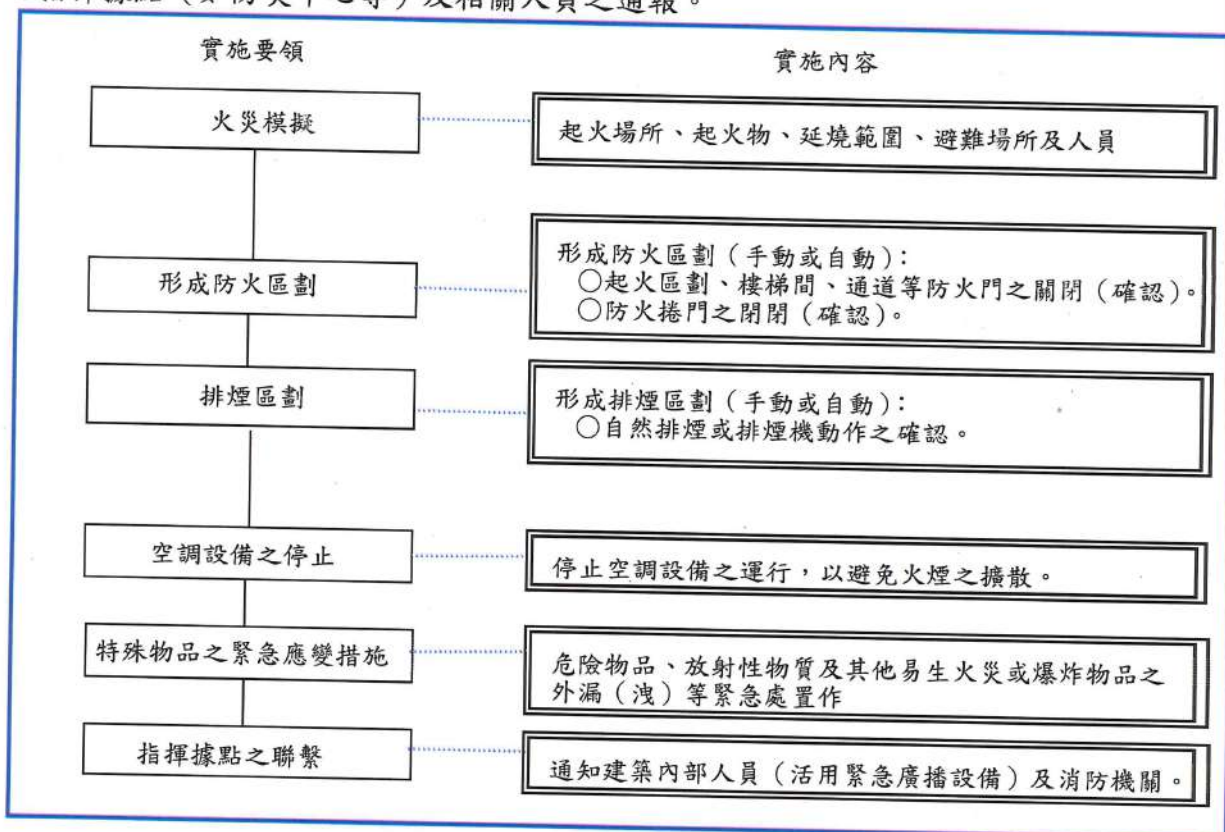 及相關人員之通報。
實施要領
實施內容
火災模擬
起火場所、起火物、延燒範圍、避難場所及人員
形成防火區劃
形成防火區劃（手動或自動）：
○起火區劃、樓梯間、通道等防火門之關閉（確認）。
○防火捲門之閉閉（確認）。
排煙區劃
形成排煙區劃（手動或自動）：
○自然排煙或排煙機動作之確認。
空調設備之停止
停止空調設備之運行，以避免火煙之擴散。
特殊物品之緊急應變措施
危險物品、放射性物質及其他易生火災或爆炸物品之
外漏（洩）等緊急處置作
指揮據點之聯繫
通知建築內部人員（活用緊急廣播設備）及消防機關。